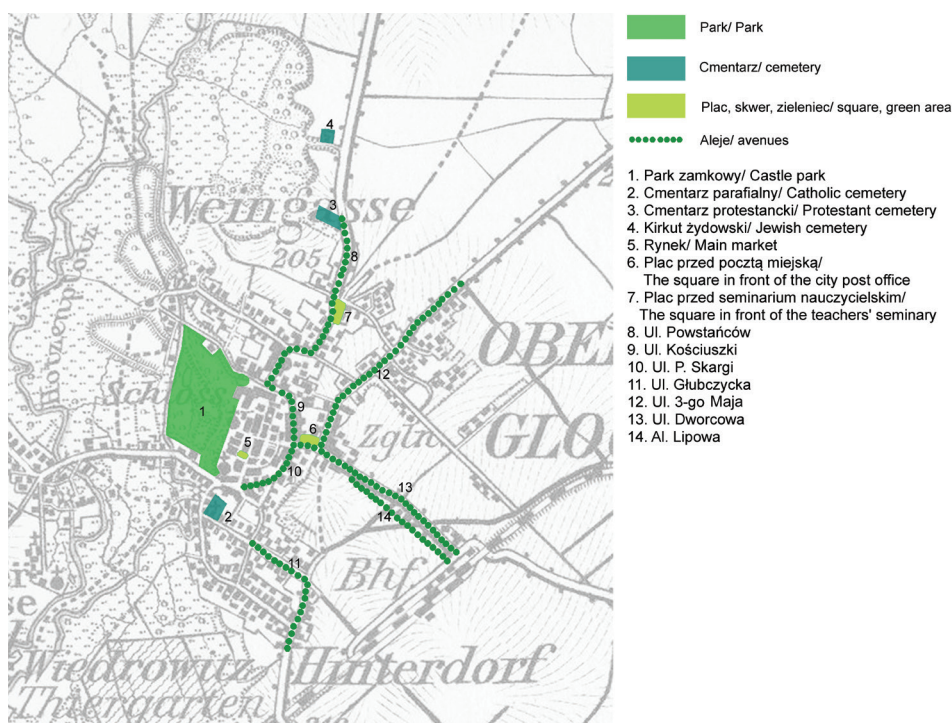 Park/ Park
Cmentarz/ cemetery
Plac, skwer, zieleniec/ square, green area
Aleje/ avenues
1. Park zamkowy/ Castle park
2. Cmentarz parafialny/ Catholic cemetery
3. Cmentarz protestancki/ Protestant cemetery
4. Kirkut żydowski/ Jewish cemetery
5. Rynek/ Main market
6. Plac przed pocztą miejską/
The square in front of the city post office
7. Plac przed seminarium nauczycielskim/
The square in front of the teachers' seminary
8. Ul. Powstańców
9. Ul. Kościuszki
10. Ul. P. Skargi
11. Ul. Głubczycka
12. Ul. 3-go Maja
13. Ul. Dworcowa
14. Al. Lipowa
4
3
Weingasse
205
8
7
12
OBE
Schloss
1
9
6
Zgln
GLO
5
10
13
14
2
11
Bhf
Wiedrowitz
Hinterdorf
Thiergarten